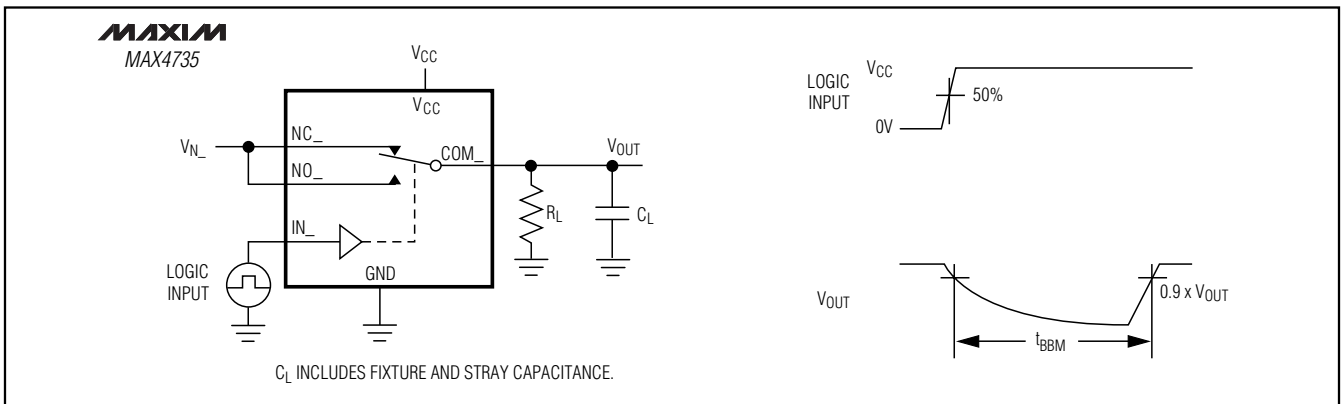 MAXIM
MAX4735
VCC
VCC
VN_
NC_
NO_
COM_
VOUT
IN_
RL
CL
LOGIC
INPUT
GND
CL INCLUDES FIXTURE AND STRAY CAPACITANCE.
LOGIC
INPUT
VCC
50%
0V
VOUT
0.9 x VOUT
tBBM